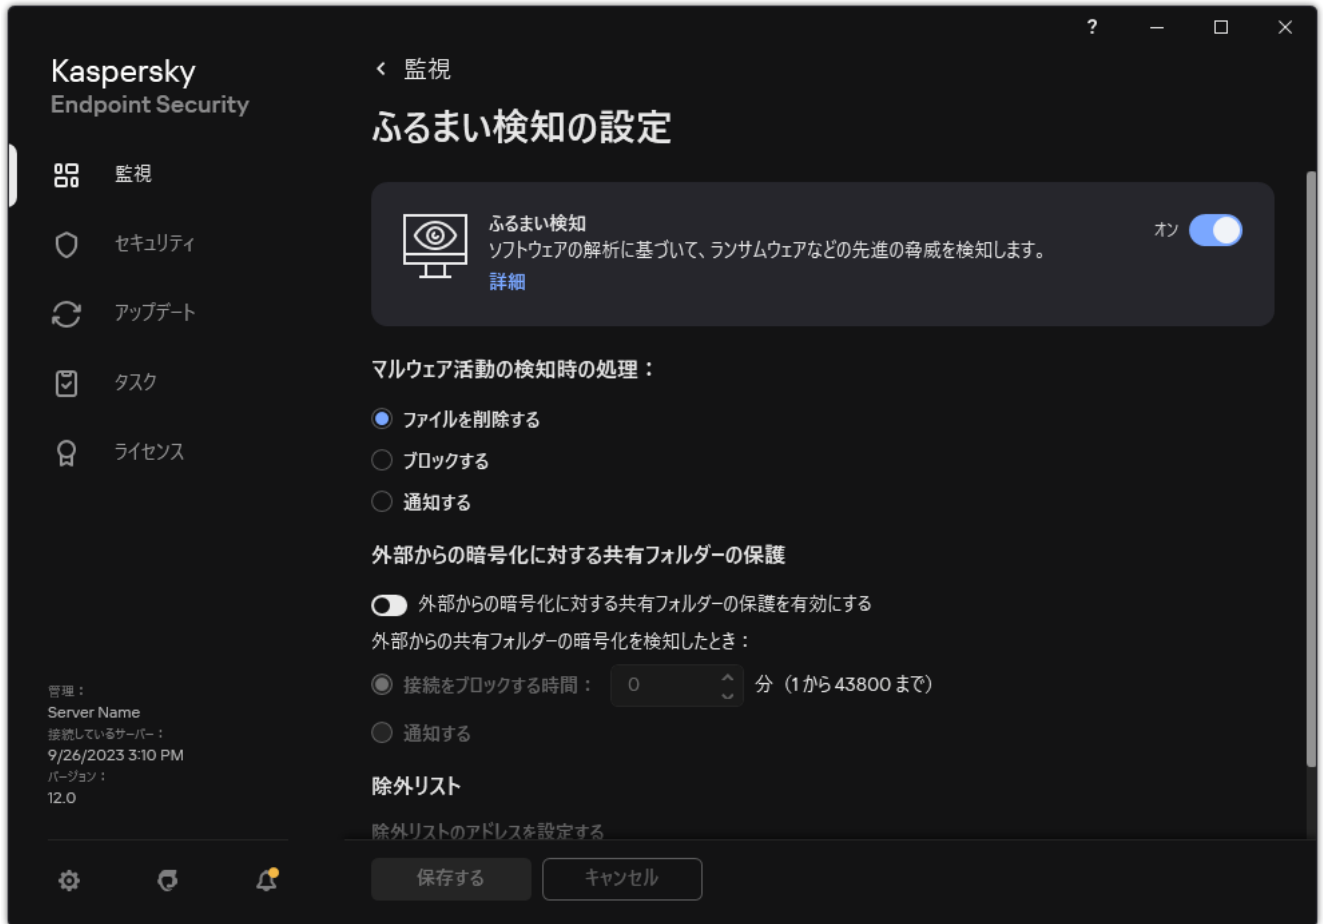 ?
Kaspersky
Endpoint Security
監視
セキュリティ
アップデート
タスク
ライセンス
管理：
Server Name
接続しているサーバー：
9/26/2023 3:10 PM
バージョン：
12.0
監視
ふるまい検知の設定
ふるまい検知
ソフトウェアの解析に基づいて、ランサムウェアなどの先進の脅威を検知します。
詳細
オン
マルウェア活動の検知時の処理：
ファイルを削除する
ブロックする
通知する
外部からの暗号化に対する共有フォルダーの保護
外部からの暗号化に対する共有フォルダーの保護を有効にする
外部からの共有フォルダーの暗号化を検知したとき：
接続をブロックする時間： 0 分（1 から 43800 まで）
通知する
除外リスト
除外リストのアドレスを設定する
保存する キャンセル